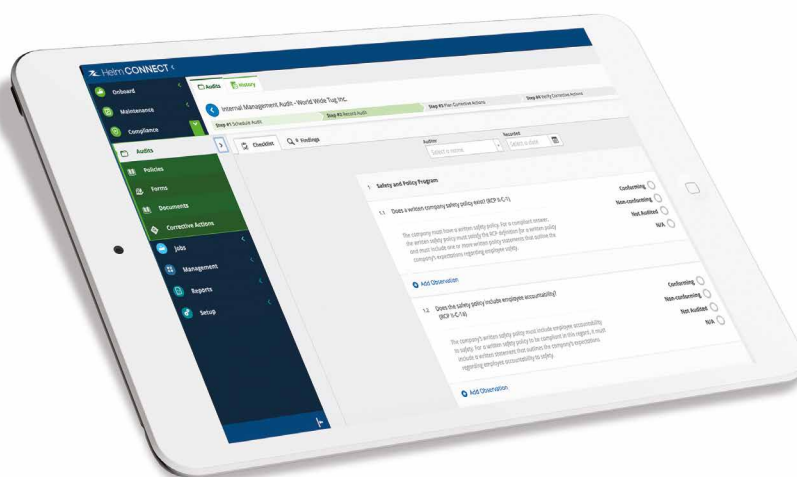 Helm CONNECT
Onboard
Maintenance
Compliance
Audits
Policies
Forms
Documents
Corrective Actions
Jobs
Management
Reports
Setup
Audits
History
Internal Management Audit - World Wide Tug Inc.
Step #1 Schedule Audit
Step #2 Record Audit
Step #3 Plan Corrective Actions
Step #4 Verify Corrective Actions
Checklist
0 Findings
Auditor
Select a name
Recorded
Select a date
1 Safety and Policy Program
1.1 Does a written company safety policy exist? (RCP II-C-1)
The company must have a written safety policy. For a compliant answer,
the written safety policy must satisfy the RCP definition for a written policy
and must include one or more written policy statement that outline the
company's expectations regarding employee safety.
Conforming
Non-conforming
Not Audited
N/A
Add Observation
1.2 Does the safety policy include employee accountability?
(RCP II-C-1a)
The company's written safety policy must include employee accountability
to safety. For a written safety policy to be compliant in this regard, it must
include a written statement that outlines the company's expectations
regarding employee accountability to safety.
Conforming
Non-conforming
Not Audited
N/A
Add Observation